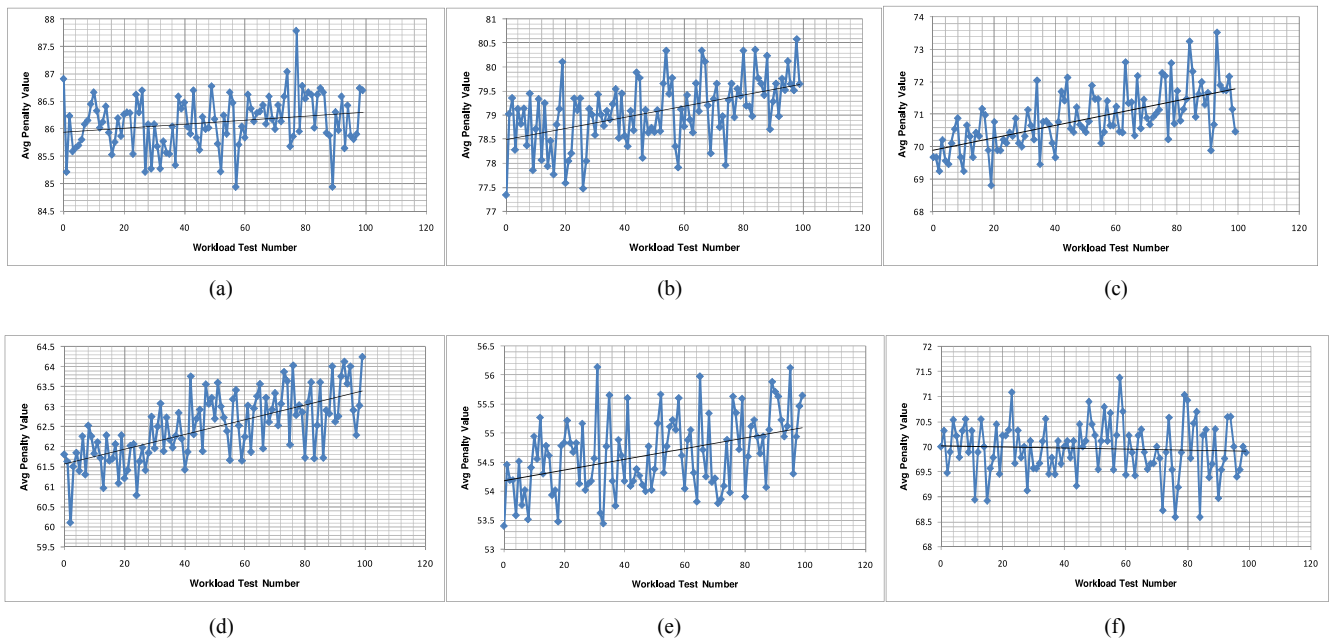 88
87.5
87
86.5
86
85.5
85
84.5
0 20 40 60 80 100 120
Avg Penalty Value
Workload Test Number
(a)
81
80.5
80
79.5
79
78.5
78
77.5
77
0 20 40 60 80 100 120
Avg Penalty Value
Workload Test Number
(b)
74
73
72
71
70
69
68
0 20 40 60 80 100 120
Avg Penalty Value
Workload Test Number
(c)
64.5
64
63.5
63
62.5
62
61.5
61
60.5
60
59.5
0 20 40 60 80 100 120
Avg Penalty Value
Workload Test Number
(d)
56.5
56
55.5
55
54.5
54
53.5
53
0 20 40 60 80 100 120
Avg Penalty Value
Workload Test Number
(e)
72
71.5
71
70.5
70
69.5
69
68.5
68
0 20 40 60 80 100 120
Avg Penalty Value
Workload Test Number
(f)